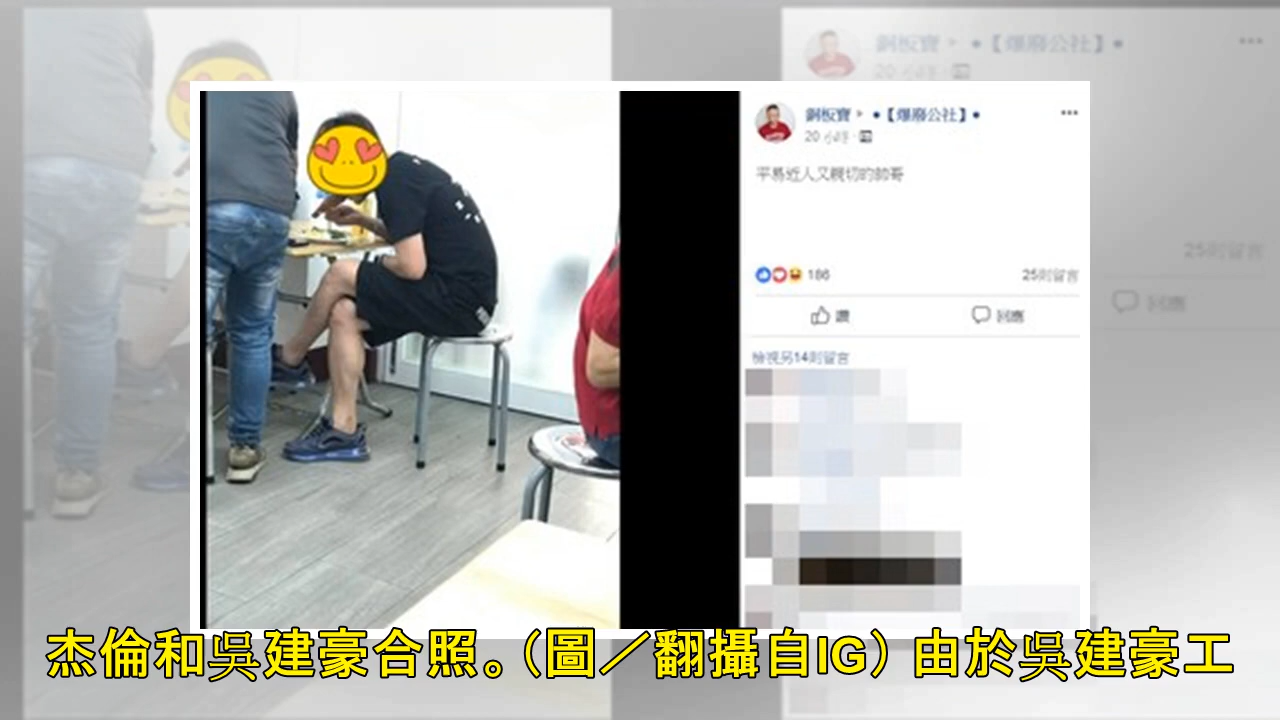 銅板寶 ▸ •【爆廢公社】• •••
20 小時 ·
平易近人又親切的帥哥
186 25則留言
讚 回應
檢視另14則留言
杰倫和吳建豪合照。(圖／翻攝自IG) 由於吳建豪工